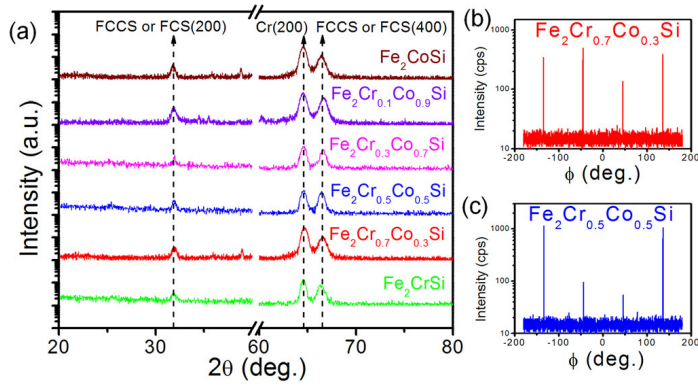 (a)
FCCS or FCS(200)
Cr(200)
FCCS or FCS(400)
Fe₂CoSi
Fe₂Cr₀.₁Co₀.₉Si
Fe₂Cr₀.₃Co₀.₇Si
Fe₂Cr₀.₅Co₀.₅Si
Fe₂Cr₀.₇Co₀.₃Si
Fe₂CrSi
Intensity (a.u.)
20 30 40 60 70 80
2θ (deg.)
(b)
Fe₂Cr₀.₇Co₀.₃Si
Intensity (cps)
1000
100
10
-200 -100 0 100 200
ϕ (deg.)
(c)
Fe₂Cr₀.₅Co₀.₅Si
Intensity (cps)
1000
100
10
-200 -100 0 100 200
ϕ (deg.)